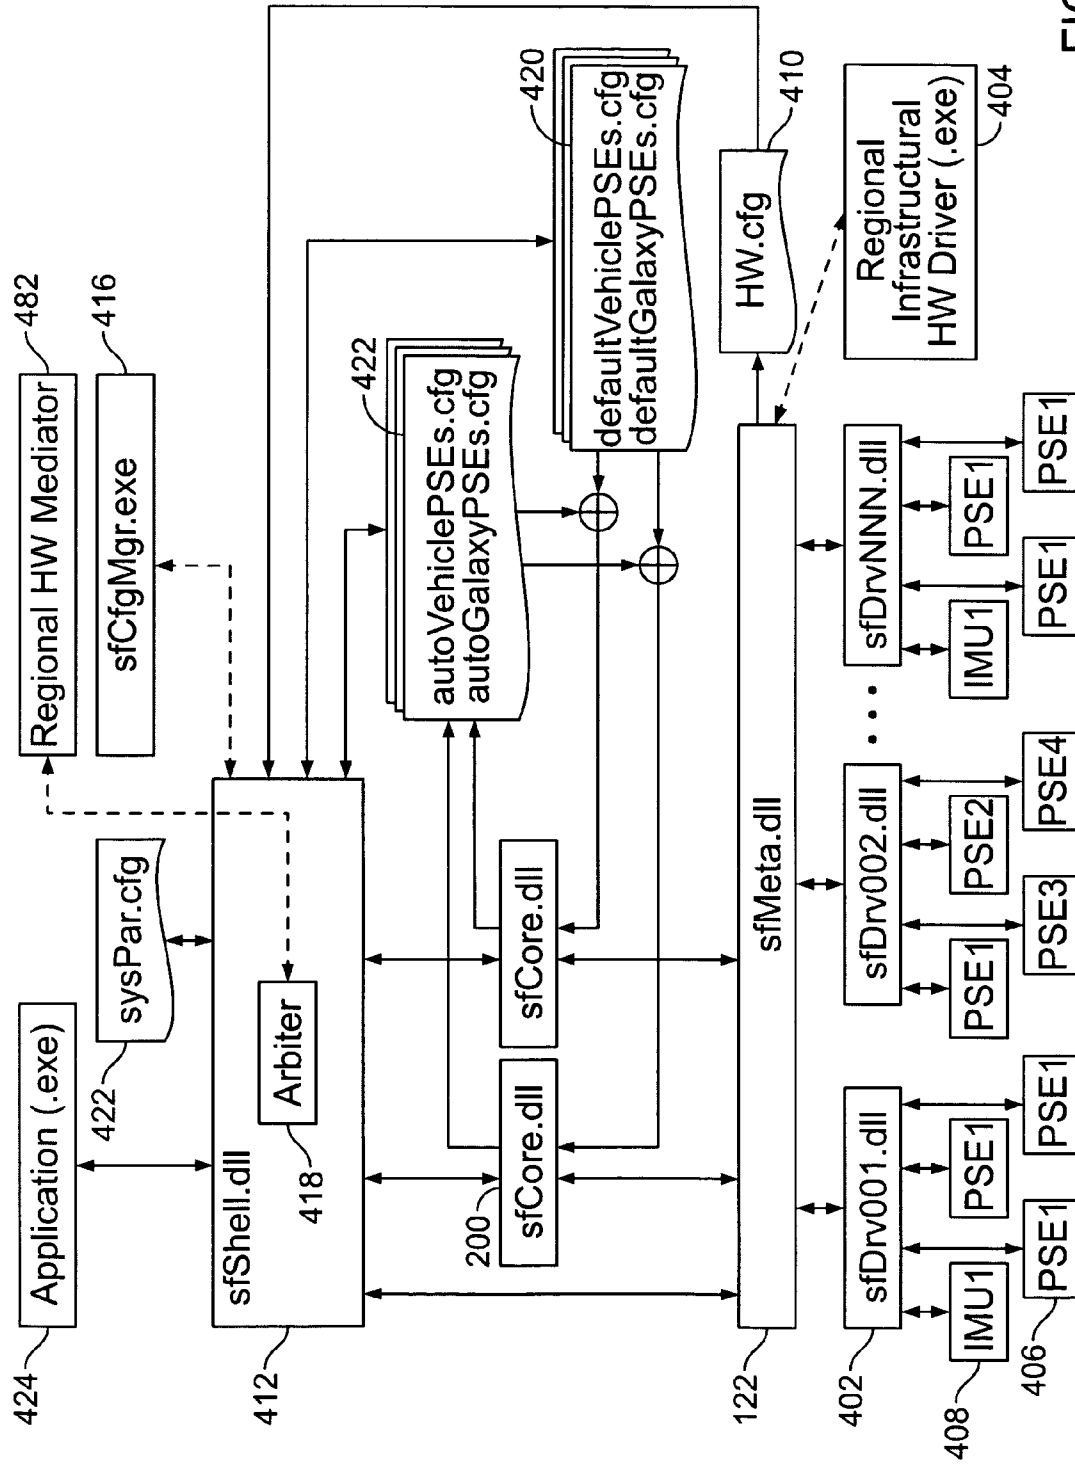 424
Application (.exe)
422
sysPar.cfg
Regional HW Mediator
482
sfCfgMgr.exe
416
412
sfShell.dll
Arbiter
418
422
autoVehiclePSEs.cfg
autoGalaxyPSEs.cfg
420
defaultVehiclePSEs.cfg
defaultGalaxyPSEs.cfg
200
sfCore.dll
sfCore.dll
HW.cfg
410
122
sfMeta.dll
Regional
Infrastructural
HW Driver (.exe)
404
402
sfDrv001.dll
sfDrv002.dll
• • •
sfDrvNNN.dll
408
IMU1
PSE1
PSE1
PSE2
IMU1
PSE1
406
PSE1
PSE1
PSE3
PSE4
PSE1
PSE1